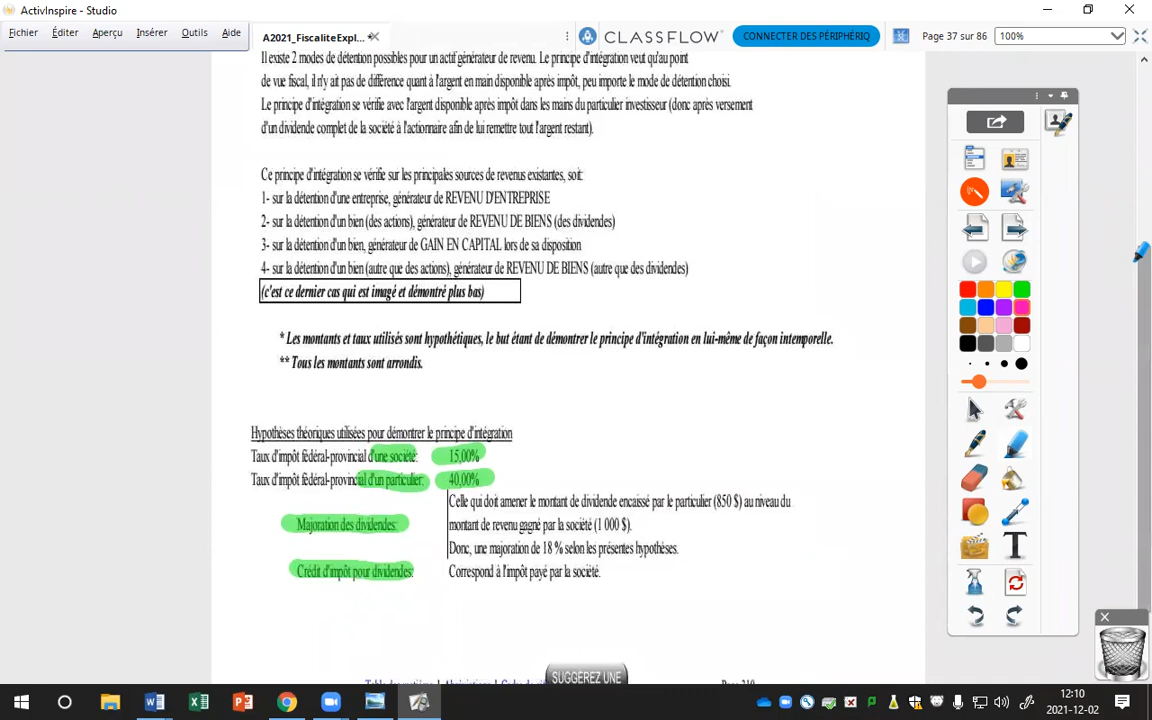 ActivInspire - Studio
Fichier Éditer Aperçu Insérer Outils Aide
A2021_FiscaliteExpl...
CLASSFLOW
CONNECTER DES PÉRIPHÉRIQ
Page 37 sur 86
100%
Il existe 2 modes de détention possibles pour un actif générateur de revenu. Le principe d'intégration veut qu'au point
de vue fiscal, il n'y ait pas de différence quant à l'argent en main disponible après impôt, peu importe le mode de détention choisi.
Le principe d'intégration se vérifie avec l'argent disponible après impôt dans les mains du particulier investisseur (donc après versement
d'un dividende complet de la société à l'actionnaire afin de lui remettre tout l'argent restant).
Ce principe d'intégration se vérifie sur les principales sources de revenus existantes, soit:
1- sur la détention d'une entreprise, générateur de REVENU D'ENTREPRISE
2- sur la détention d'un bien (des actions), générateur de REVENU DE BIENS (des dividendes)
3- sur la détention d'un bien, générateur de GAIN EN CAPITAL lors de sa disposition
4- sur la détention d'un bien (autre que des actions), générateur de REVENU DE BIENS (autre que des dividendes)
(c'est ce dernier cas qui est imagé et démontré plus bas)
* Les montants et taux utilisés sont hypothétiques, le but étant de démontrer le principe d'intégration en lui-même de façon intemporelle.
** Tous les montants sont arrondis.
Hypothèses théoriques utilisées pour démontrer le principe d'intégration
Taux d'impôt fédéral-provincial d'une société: 15,00%
Taux d'impôt fédéral-provincial d'un particulier: 40,00%
Celle qui doit amener le montant de dividende encaissé par le particulier (850 $) au niveau du
Majoration des dividendes: montant de revenu gagné par la société (1 000 $).
Donc, une majoration de 18 % selon les présentes hypothèses.
Crédit d'impôt pour dividendes: Correspond à l'impôt payé par la société.
SUGGÉREZ UNE
Page 210
12:10
2021-12-02